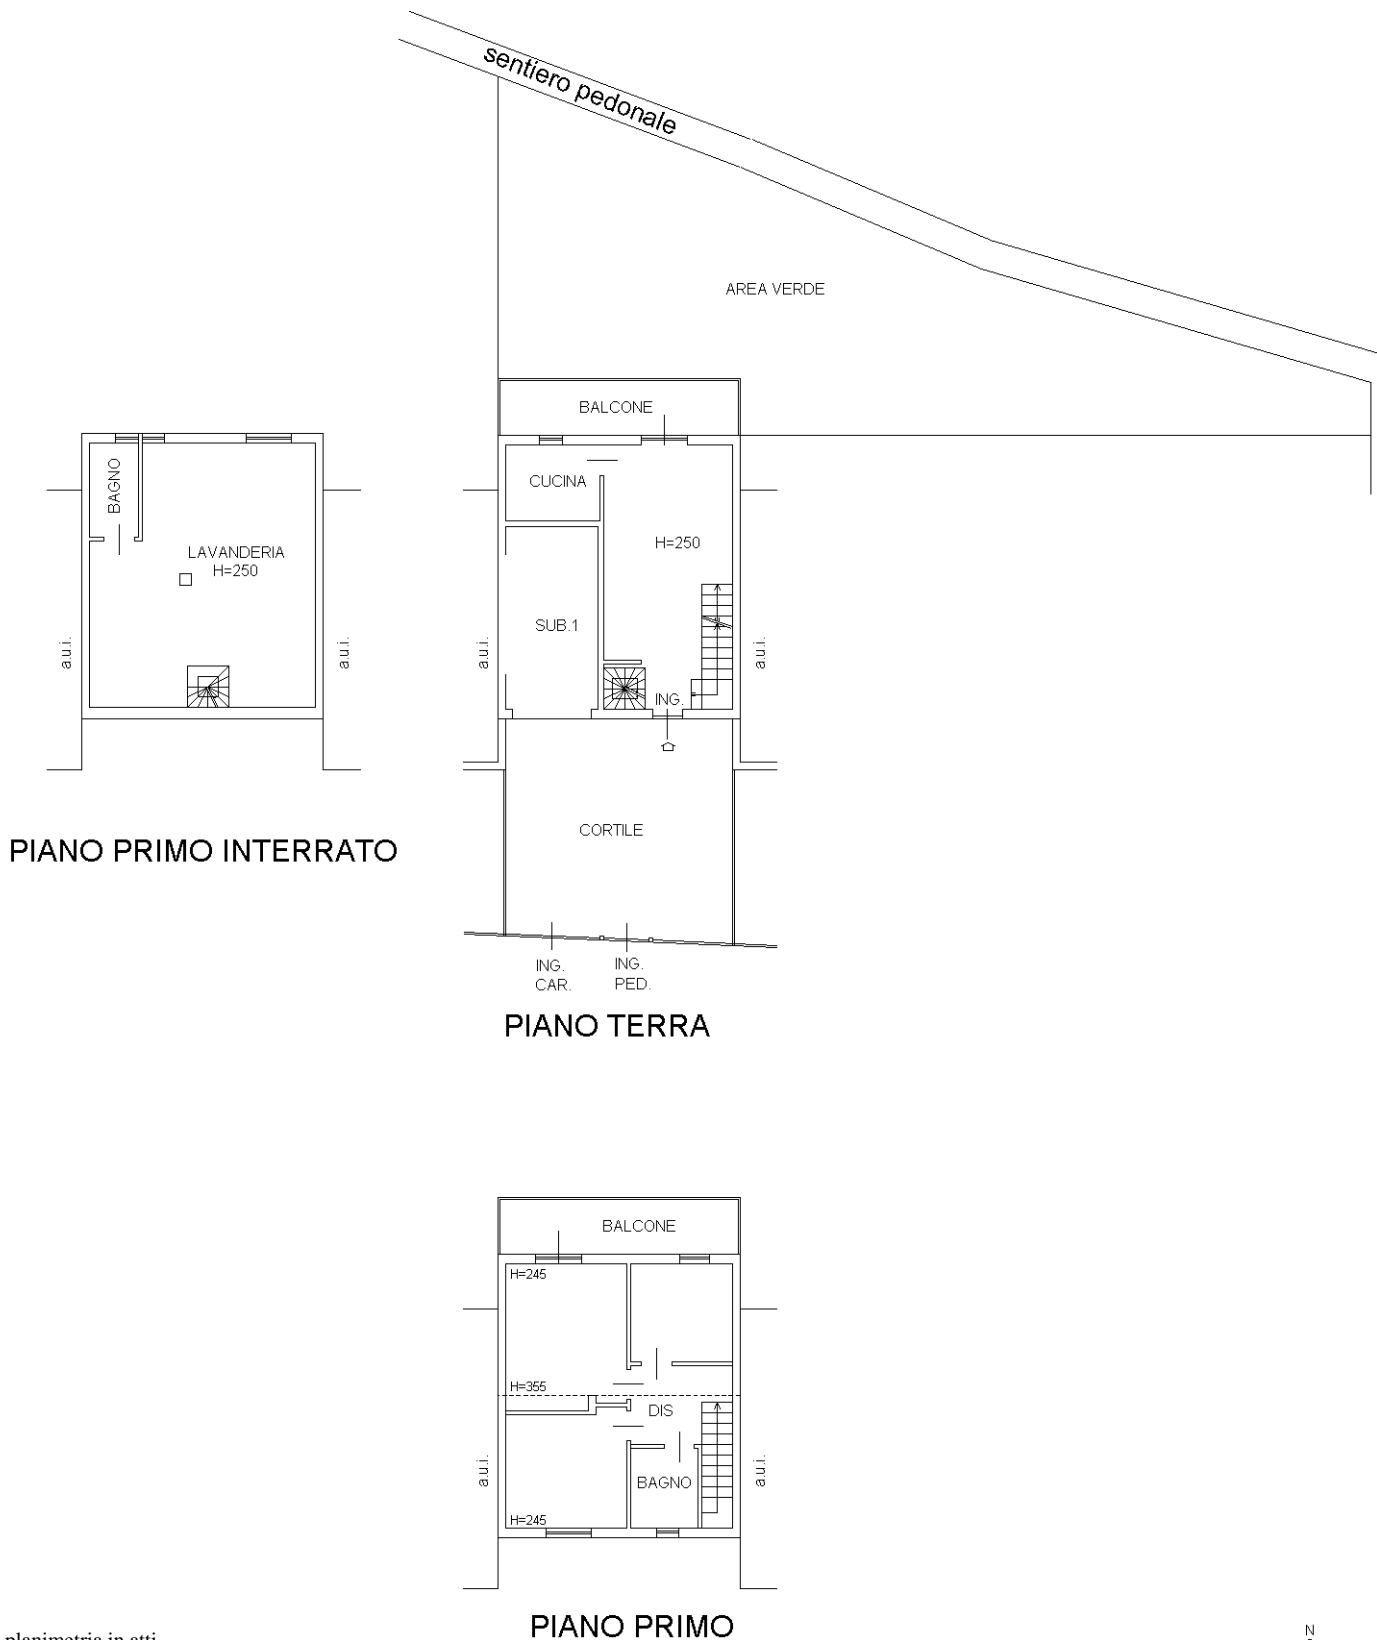 sentiero pedonale
AREA VERDE
BALCONE
CUCINA
H=250
SUB.1
ING.
a.u.i.
a.u.i.
CORTILE
ING.
CAR.
ING.
PED.
PIANO TERRA
BAGNO
LAVANDERIA
H=250
a.u.i.
a.u.i.
PIANO PRIMO INTERRATO
BALCONE
H=245
H=355
DIS
BAGNO
H=245
a.u.i.
a.u.i.
PIANO PRIMO
planimetria in atti
N